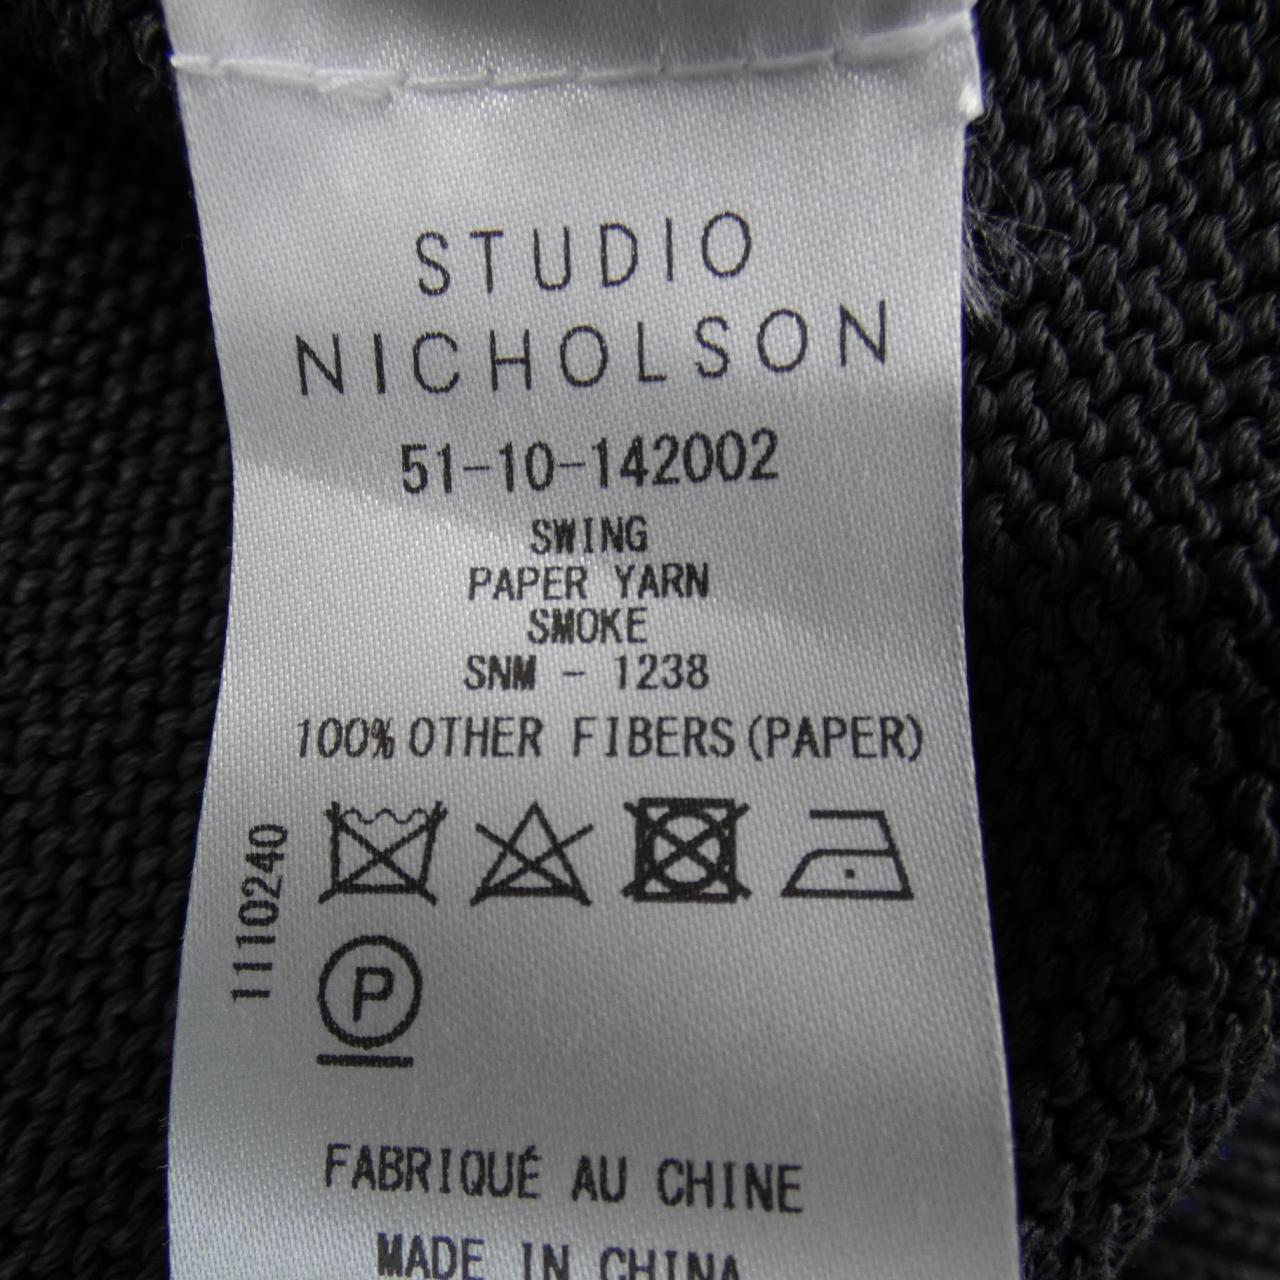 STUDIO
NICHOLSON
51-10-142002
SWING
PAPER YARN
SMOKE
SNM - 1238
100% OTHER FIBERS (PAPER)
1110240
P
FABRIQUÉ AU CHINE
MADE IN CHINA